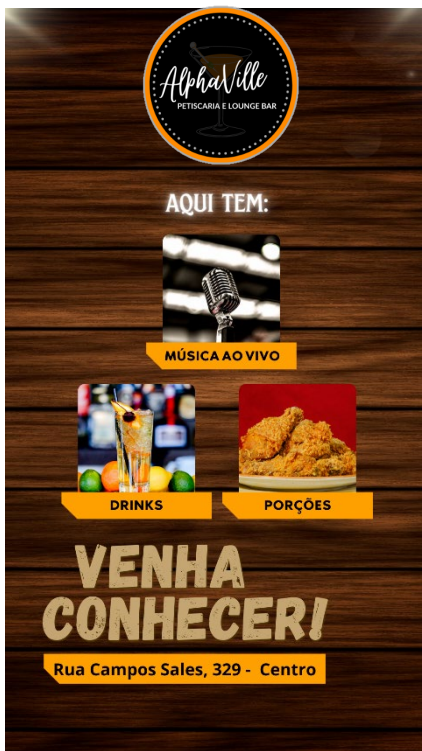 AlphaVille
PETISCARIA E LOUNGE BAR
AQUI TEM:
MÚSICA AO VIVO
DRINKS
PORÇÕES
VENHA
CONHECER!
Rua Campos Sales, 329 - Centro